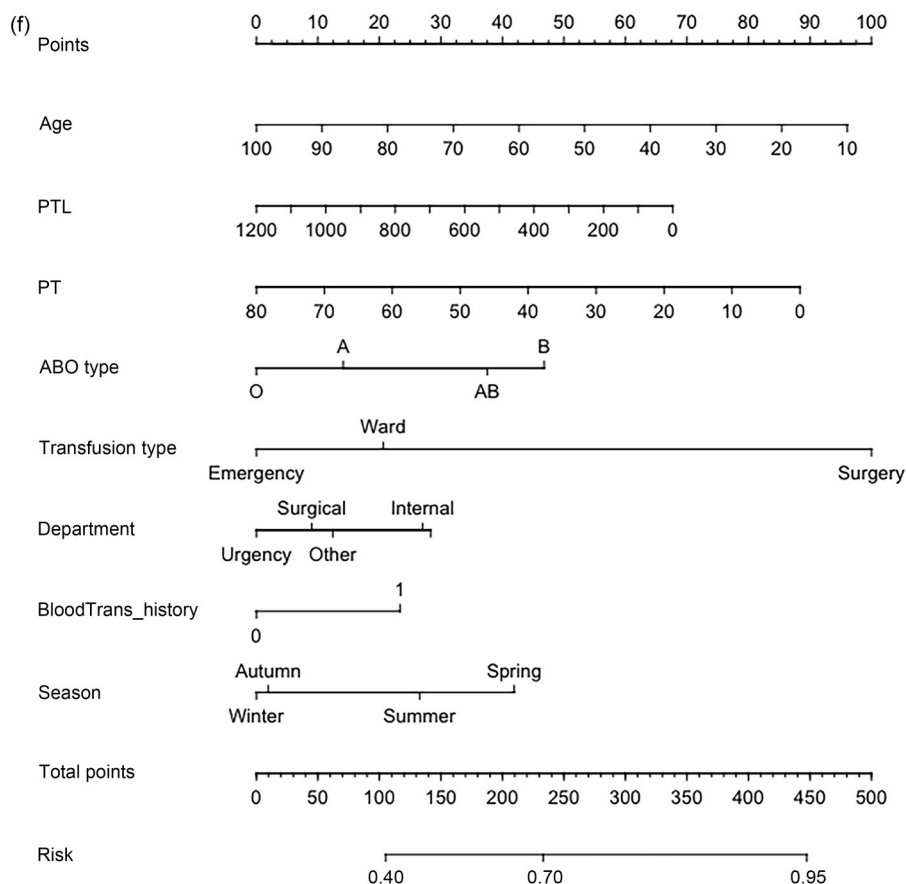 (f)
0 10 20 30 40 50 60 70 80 90 100
Points
Age
100 90 80 70 60 50 40 30 20 10
PTL
1200 1000 800 600 400 200 0
PT
80 70 60 50 40 30 20 10 0
A B
ABO type
O AB
Ward
Transfusion type
Emergency Surgery
Surgical Internal
Department
Urgency Other
1
BloodTrans_history
0
Autumn Spring
Season
Winter Summer
Total points
0 50 100 150 200 250 300 350 400 450 500
Risk
0.40 0.70 0.95